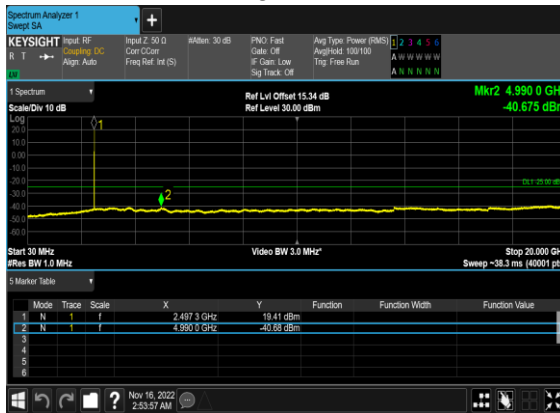 Spectrum Analyzer 1
Swept SA
+
KEYSIGHT Input: RF Input Z: 50 Ω #Atten: 30 dB PNO: Fast Avg Type: Power (RMS) 1 2 3 4 5 6
R T Coupling: DC Corr CCorr Gate: Off Avg|Hold: 100/100 A W W W W W
Align: Auto Freq Ref: Int (S) IF Gain: Low Trig: Free Run
LXI Sig Track: Off A N N N N N
1 Spectrum Ref Lvl Offset 15.34 dB Mkr2 4.990 0 GH
Scale/Div 10 dB Ref Level 30.00 dBm -40.675 dBr
Log
20.0
10.0
0.00
-10.0
-20.0
-30.0
-40.0
-50.0
-60.0
1
2
Start 30 MHz Video BW 3.0 MHz* Stop 20.000 GH
#Res BW 1.0 MHz Sweep ~38.3 ms (40001 pts
5 Marker Table
Mode Trace Scale X Y Function Function Width Function Value
1 N 1 f 2.497 3 GHz 19.41 dBm
2 N 1 f 4.990 0 GHz -40.68 dBm
3
4
5
6
? Nov 16, 2022
2:53:57 AM